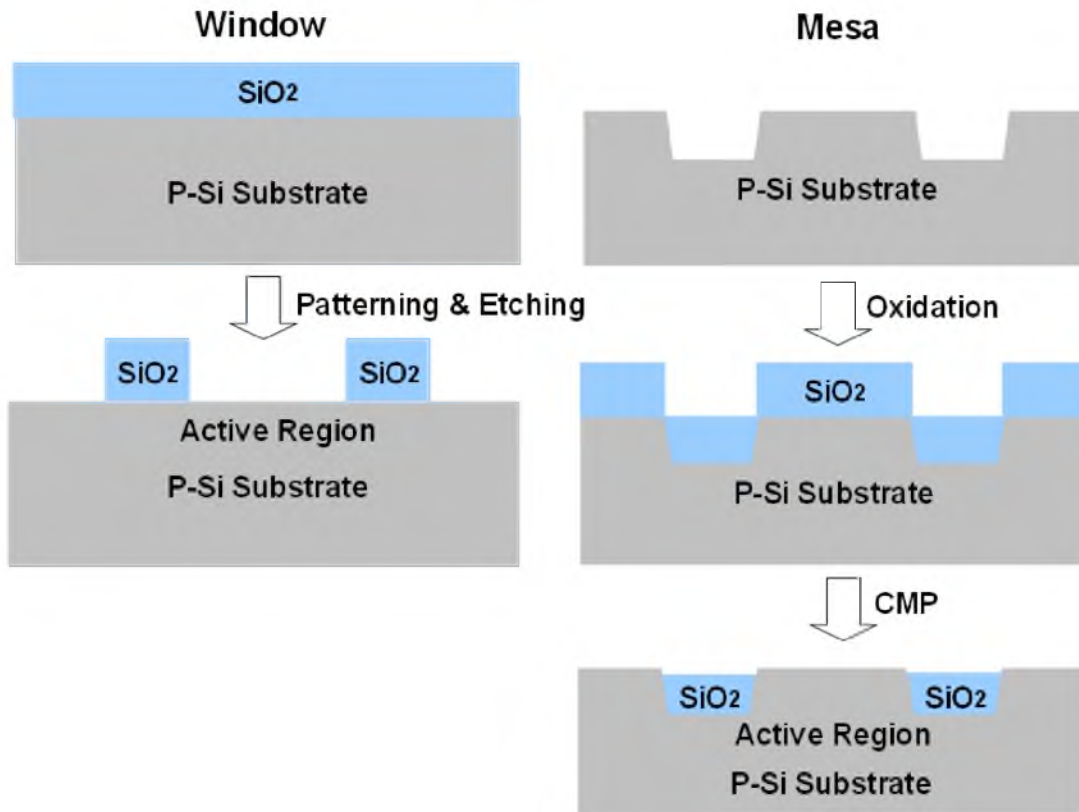 Window
SiO2
P-Si Substrate
Patterning & Etching
SiO2 SiO2
Active Region
P-Si Substrate
Mesa
P-Si Substrate
Oxidation
SiO2
P-Si Substrate
CMP
SiO2 SiO2
Active Region
P-Si Substrate